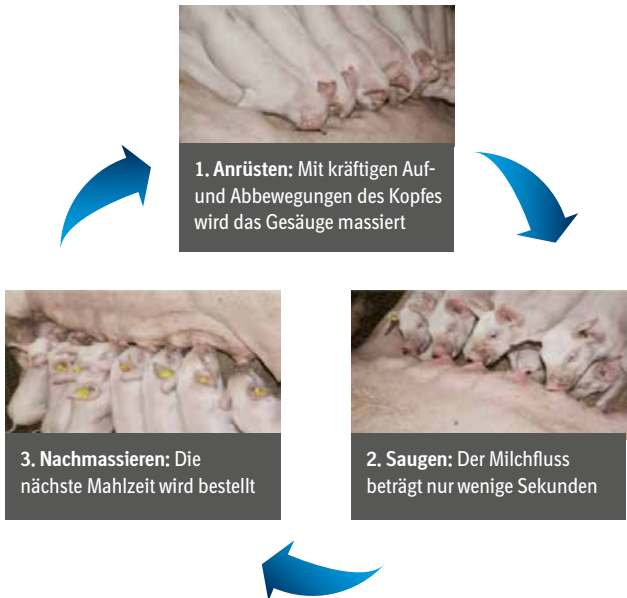 1. Anrüsten: Mit kräftigen Auf-
und Abbewegungen des Kopfes
wird das Gesäuge massiert
3. Nachmassieren: Die
nächste Mahlzeit wird bestellt
2. Saugen: Der Milchfluss
beträgt nur wenige Sekunden